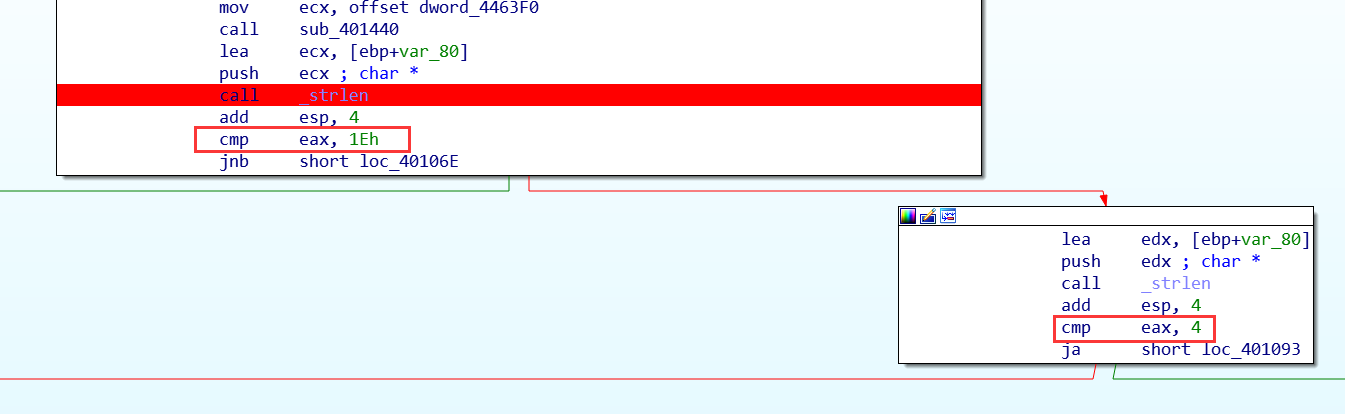 mov ecx, offset dword_4463F0
call sub_401440
lea ecx, [ebp+var_80]
push ecx ; char *
call _strlen
add esp, 4
cmp eax, 1Eh
jnb short loc_40106E
lea edx, [ebp+var_80]
push edx ; char *
call _strlen
add esp, 4
cmp eax, 4
ja short loc_401093